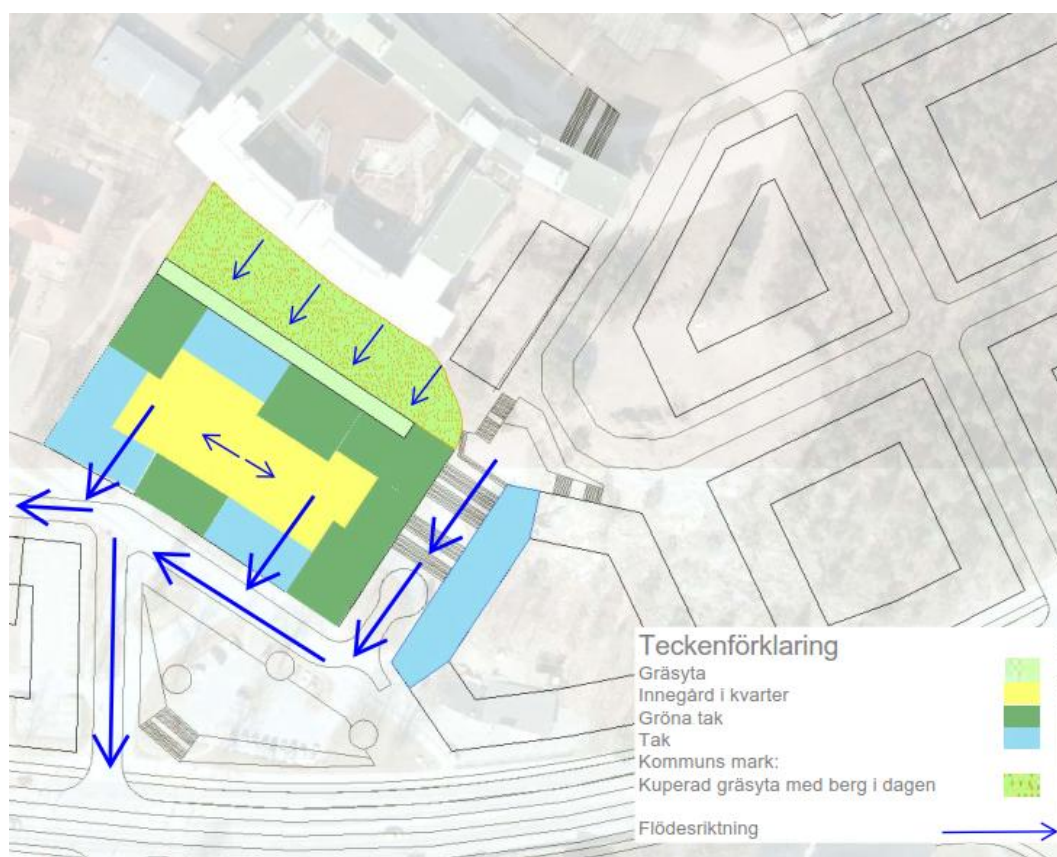 Teckenförklaring
Gräsyta
Innegård i kvarter
Gröna tak
Tak
Kommuns mark:
Kuperad gräsyta med berg i dagen
Flödesriktning